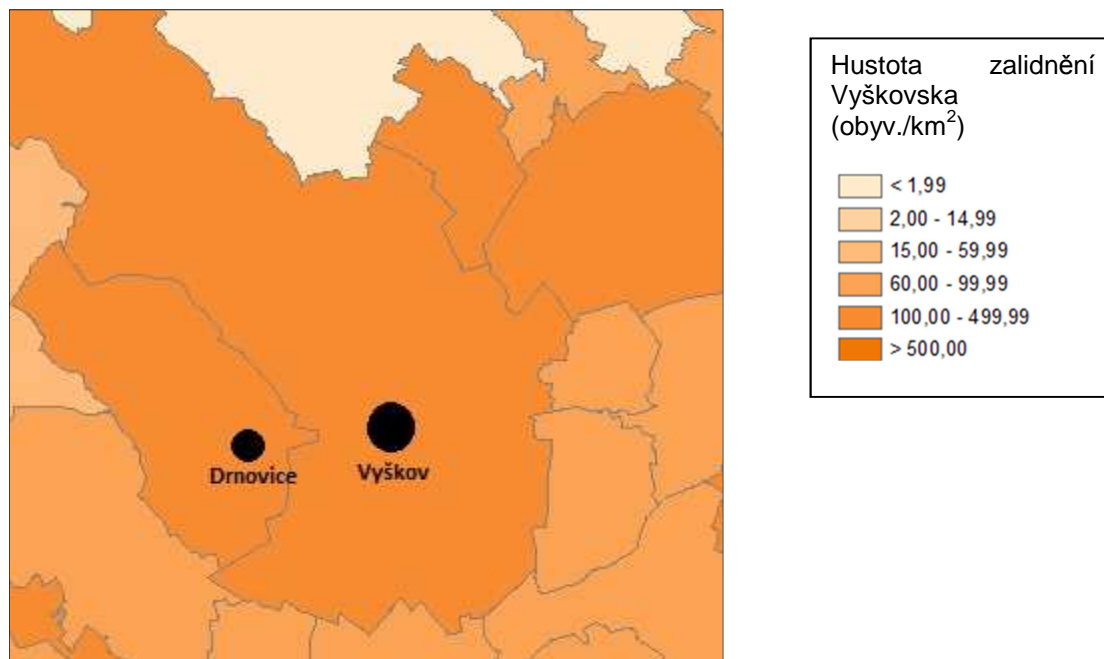 Hustota zalidnění
Vyškovska
(obyv./km²)
< 1,99
2,00 - 14,99
15,00 - 59,99
60,00 - 99,99
100,00 - 499,99
> 500,00
Drnovice
Vyškov